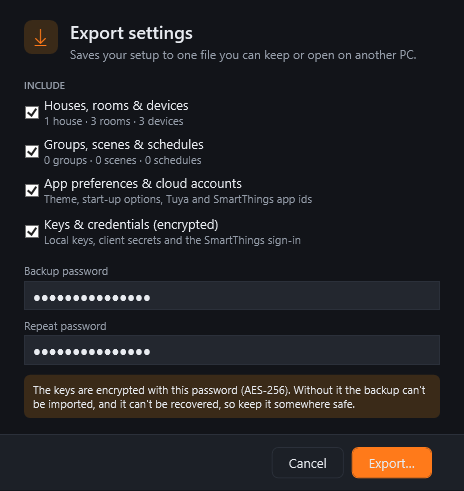 Export settings
Saves your setup to one file you can keep or open on another PC.
INCLUDE
Houses, rooms & devices
1 house · 3 rooms · 3 devices
Groups, scenes & schedules
0 groups · 0 scenes · 0 schedules
App preferences & cloud accounts
Theme, start-up options, Tuya and SmartThings app ids
Keys & credentials (encrypted)
Local keys, client secrets and the SmartThings sign-in
Backup password
●●●●●●●●●●●●●●●
Repeat password
●●●●●●●●●●●●●●●
The keys are encrypted with this password (AES-256). Without it the backup can't
be imported, and it can't be recovered, so keep it somewhere safe.
Cancel
Export...